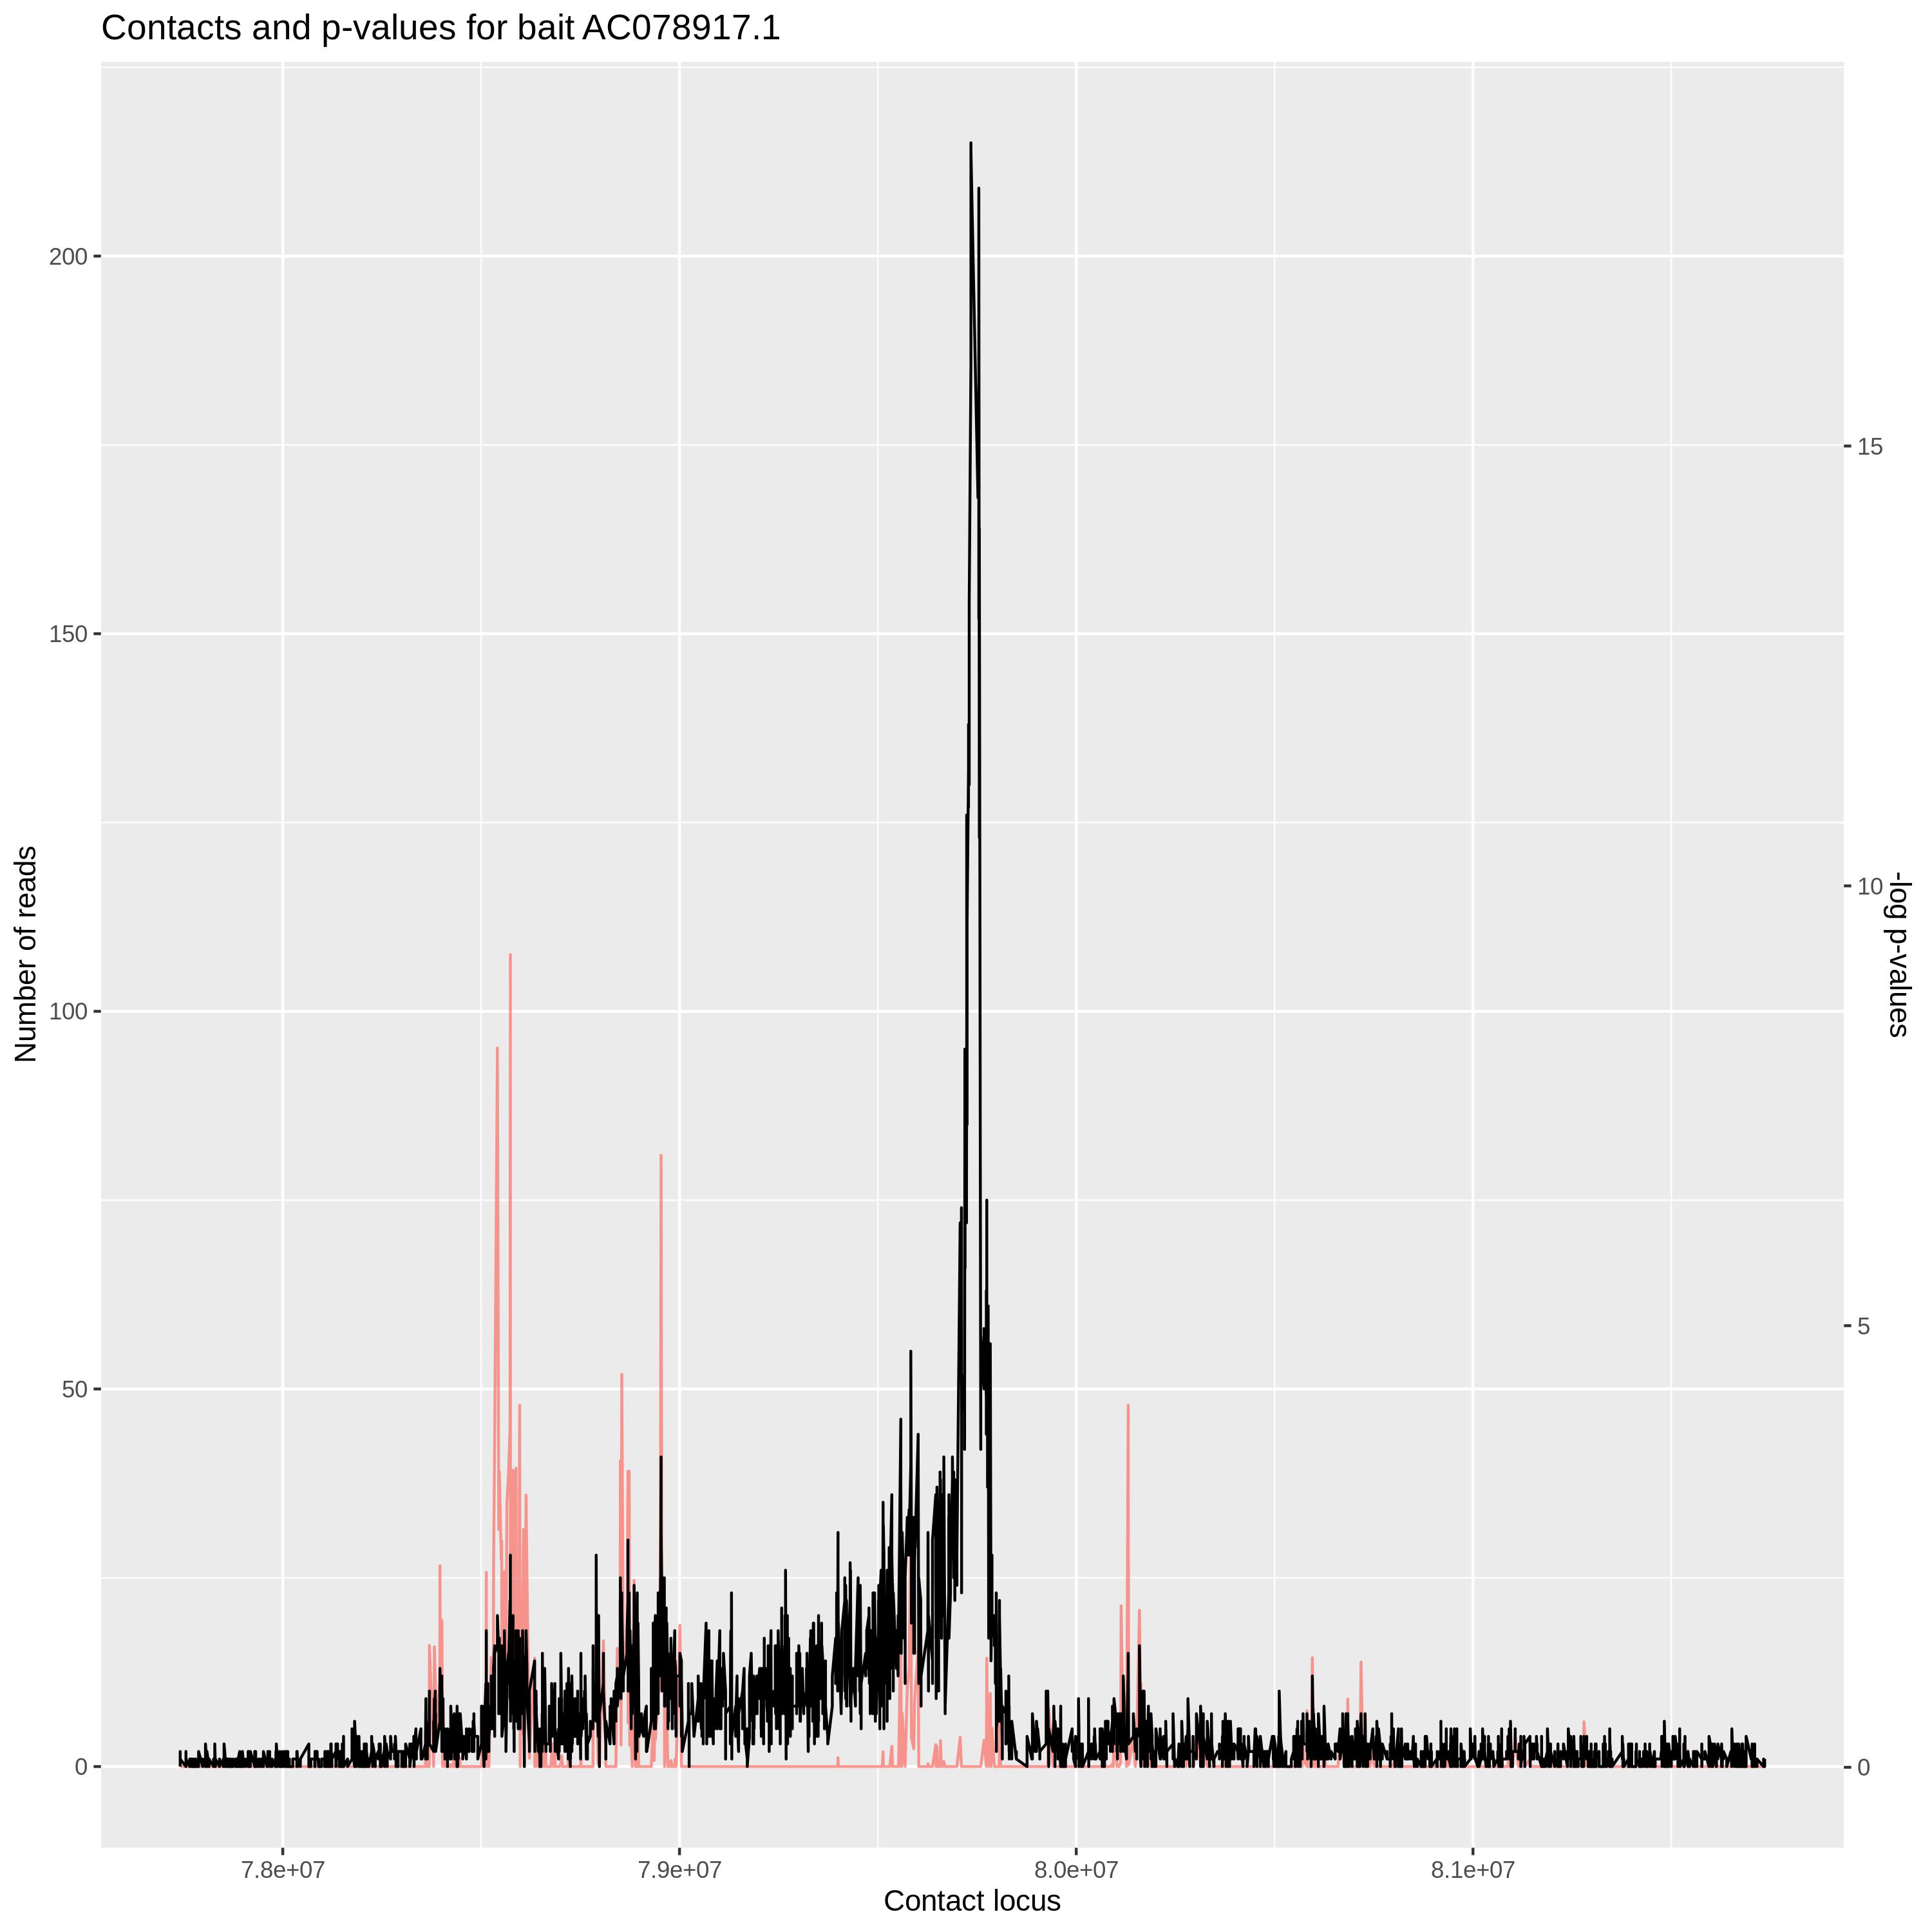 Contacts and p-values for bait AC078917.1
200
150
100
50
0
Number of reads
15
10
5
0
-log p-values
7.8e+07
7.9e+07
8.0e+07
8.1e+07
Contact locus